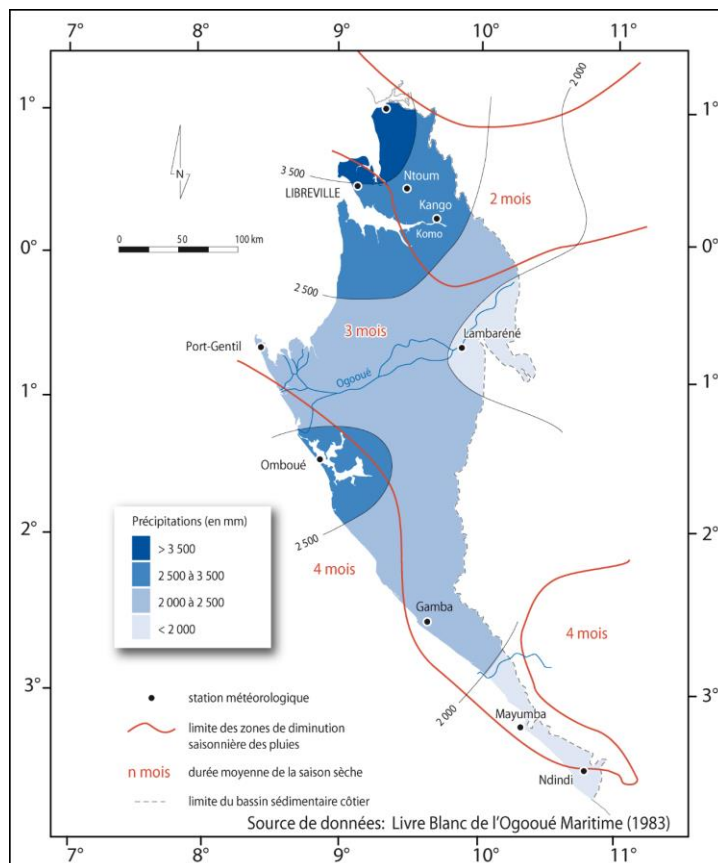 7° 8° 9° 10° 11°
2 000
1° 1°
N
3 500
Ntoum
LIBREVILLE
2 mois
Kango
Komo
0 50 100 km
0° 0°
2 500
3 mois
Port-Gentil
Lambaréné
Ogooué
1° 1°
Omboué
Précipitations (en mm)
> 3 500
2 500 à 3 500
2 000 à 2 500
< 2 000
2° 2°
2 500
4 mois
Gamba
4 mois
3° 3°
2 000
Mayumba
Ndindi
station météorologique
limite des zones de diminution
saisonnière des pluies
n mois durée moyenne de la saison sèche
limite du bassin sédimentaire côtier
Source de données: Livre Blanc de l'Ogooué Maritime (1983)
7° 8° 9° 10° 11°